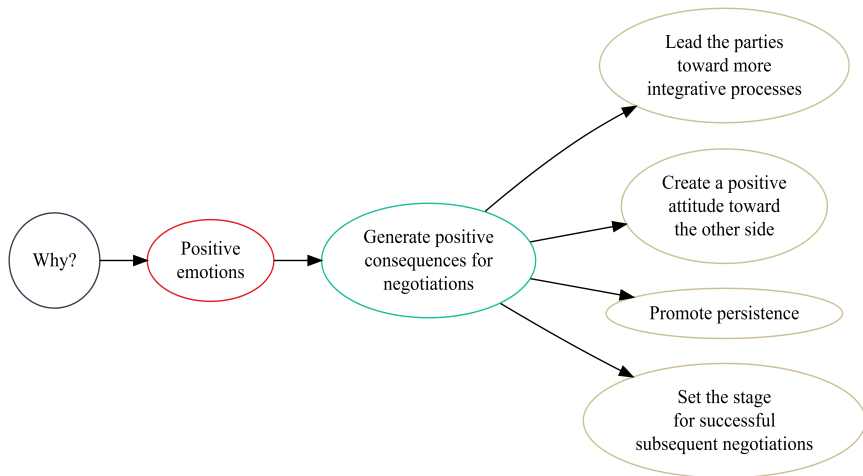 Why?
Positive
emotions
Generate positive
consequences for
negotiations
Lead the parties
toward more
integrative processes
Create a positive
attitude toward
the other side
Promote persistence
Set the stage
for successful
subsequent negotiations